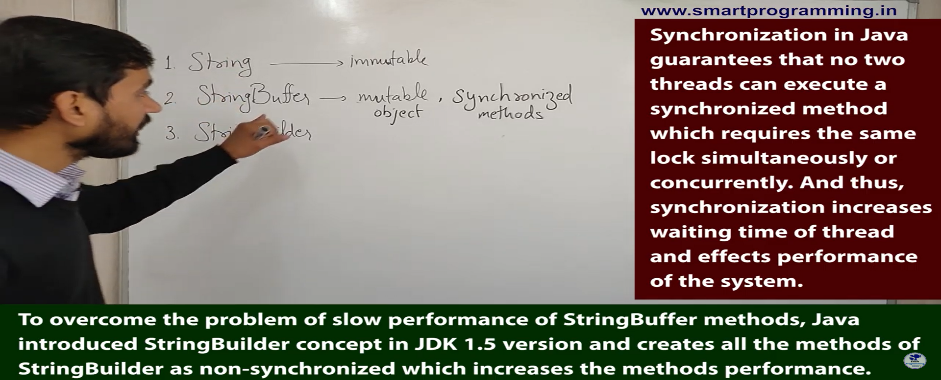 www.smartprogramming.in
1. String → immutable
2. StringBuffer → mutable object, Synchronized methods
3.
Synchronization in Java
guarantees that no two
threads can execute a
synchronized method
which requires the same
lock simultaneously or
concurrently. And thus,
synchronization increases
waiting time of thread
and effects performance
of the system.
To overcome the problem of slow performance of StringBuffer methods, Java
introduced StringBuilder concept in JDK 1.5 version and creates all the methods of
StringBuilder as non-synchronized which increases the methods performance.